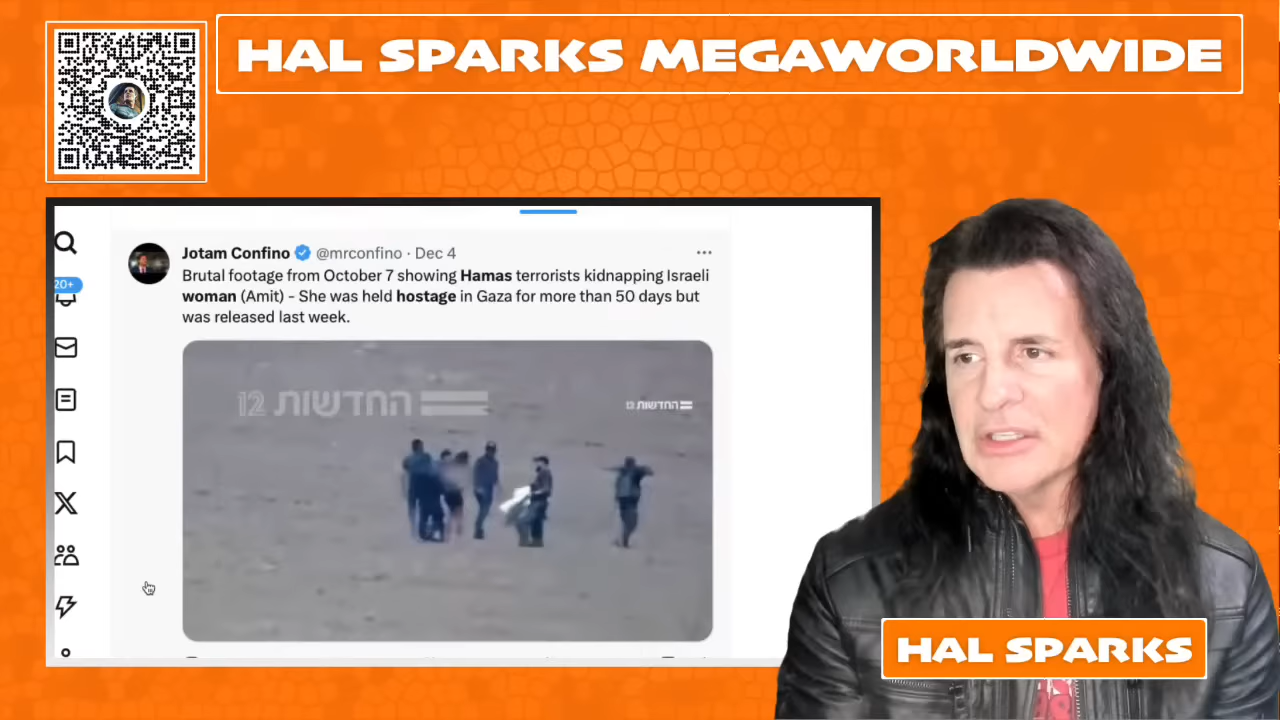 HAL SPARKS MEGAWORLDWIDE
Jotam Confino @mrconfino · Dec 4
20+
Brutal footage from October 7 showing Hamas terrorists kidnapping Israeli
woman (Amit) - She was held hostage in Gaza for more than 50 days but
was released last week.
החדשות 12
החדשות 12
HAL SPARKS